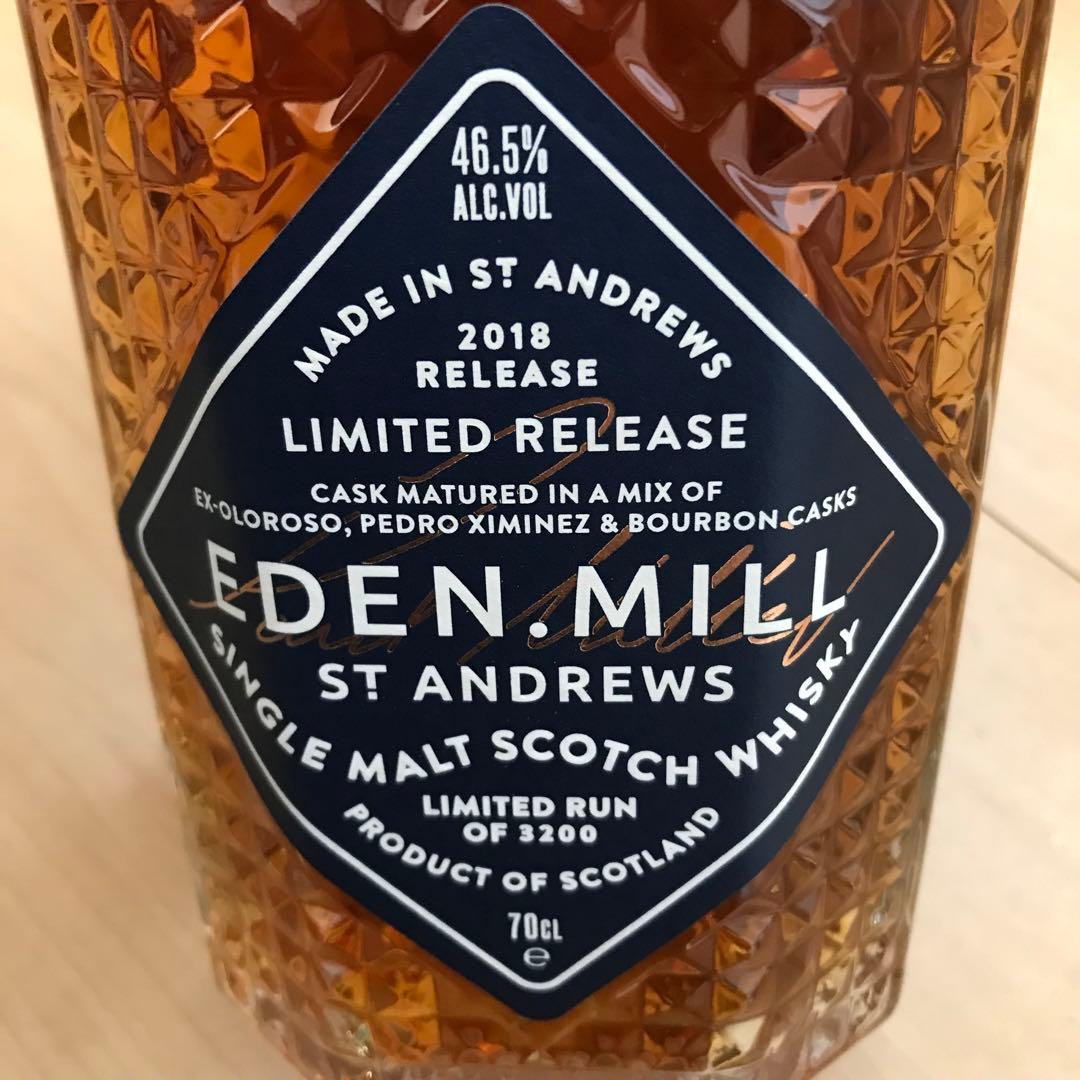 46.5%
ALC.VOL
MADE IN ST ANDREWS
2018
RELEASE
LIMITED RELEASE
CASK MATURED IN A MIX OF
EX-OLOROSO, PEDRO XIMINEZ & BOURBON CASKS
EDEN.MILL
ST ANDREWS
SINGLE MALT SCOTCH WHISKY
LIMITED RUN
OF 3200
PRODUCT OF SCOTLAND
70CL
e